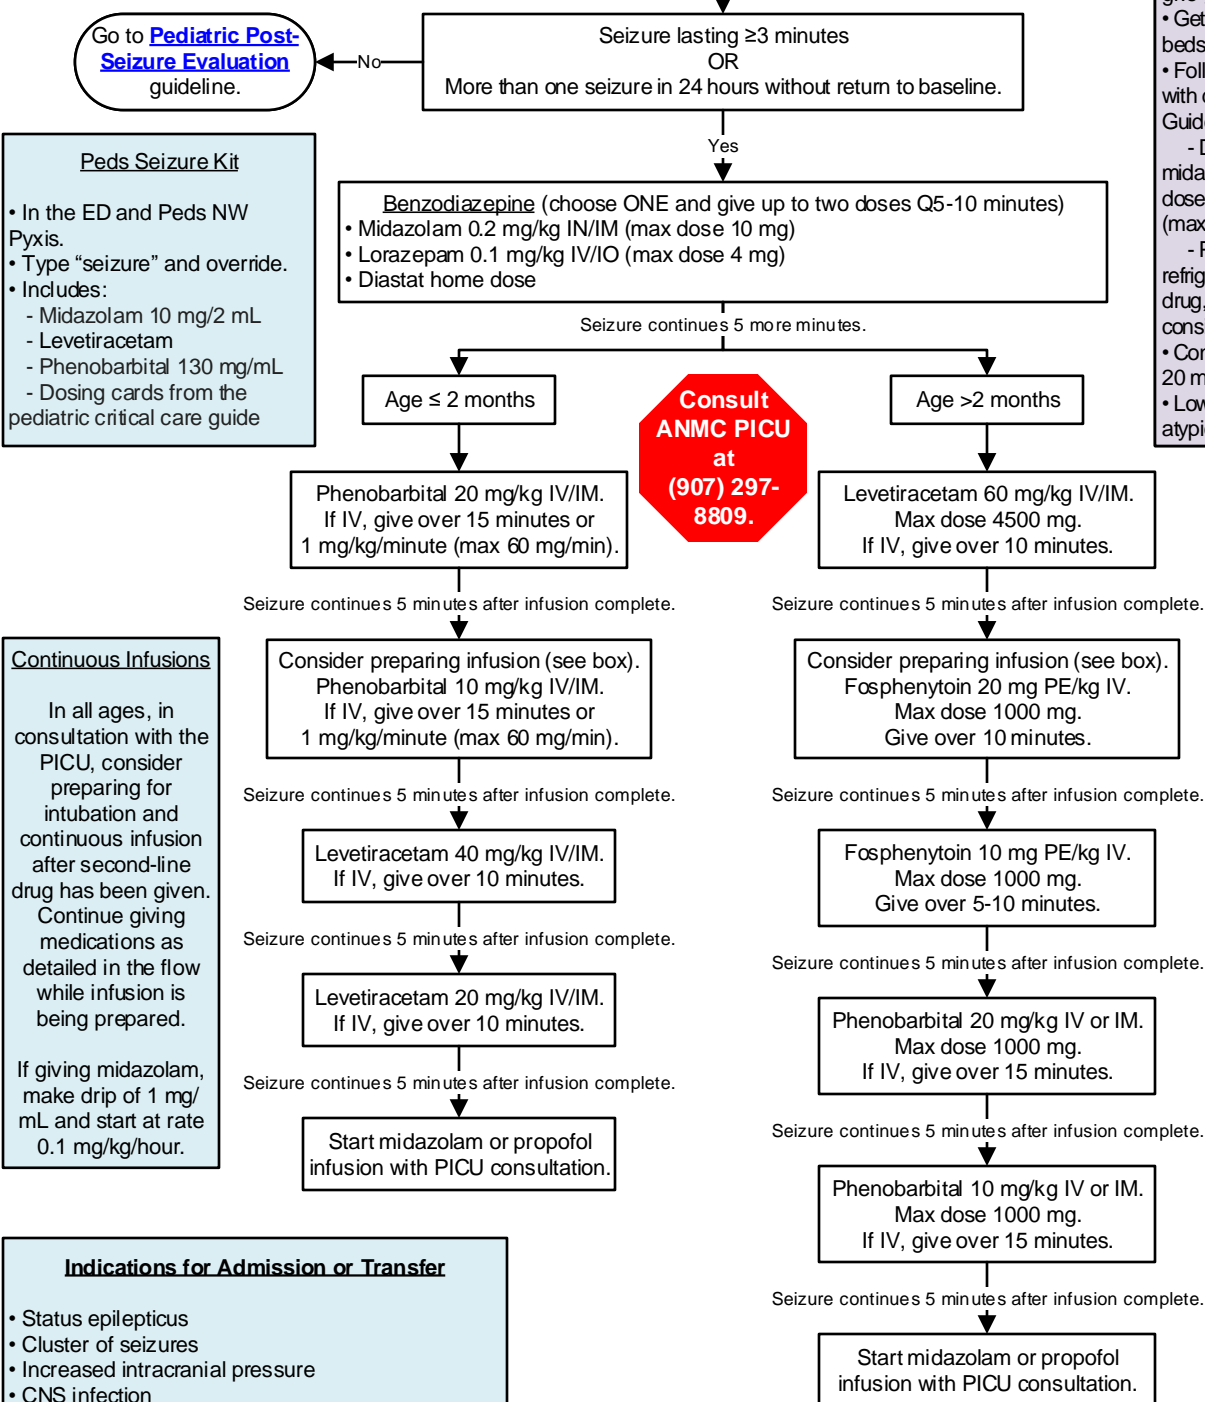 Go to Pediatric Post-
Seizure Evaluation
guideline.
No
Seizure lasting ≥3 minutes
OR
More than one seizure in 24 hours without return to baseline.
Yes
Peds Seizure Kit
• In the ED and Peds NW
Pyxis.
• Type “seizure” and override.
• Includes:
- Midazolam 10 mg/2 mL
- Levetiracetam
- Phenobarbital 130 mg/mL
- Dosing cards from the
pediatric critical care guide
Benzodiazepine (choose ONE and give up to two doses Q5-10 minutes)
• Midazolam 0.2 mg/kg IN/IM (max dose 10 mg)
• Lorazepam 0.1 mg/kg IV/IO (max dose 4 mg)
• Diastat home dose
• Get
beds
• Foll
with
Guid
- D
mida
dose
(max
refrig
drug,
cons
• Con
20 m
• Low
atypi
Seizure continues 5 more minutes.
Age ≤ 2 months
Consult
ANMC PICU
at
(907) 297-
8809.
Age >2 months
Phenobarbital 20 mg/kg IV/IM.
If IV, give over 15 minutes or
1 mg/kg/minute (max 60 mg/min).
Seizure continues 5 minutes after infusion complete.
Consider preparing infusion (see box).
Phenobarbital 10 mg/kg IV/IM.
If IV, give over 15 minutes or
1 mg/kg/minute (max 60 mg/min).
Seizure continues 5 minutes after infusion complete.
Levetiracetam 40 mg/kg IV/IM.
If IV, give over 10 minutes.
Seizure continues 5 minutes after infusion complete.
Levetiracetam 20 mg/kg IV/IM.
If IV, give over 10 minutes.
Seizure continues 5 minutes after infusion complete.
Start midazolam or propofol
infusion with PICU consultation.
Levetiracetam 60 mg/kg IV/IM.
Max dose 4500 mg.
If IV, give over 10 minutes.
Seizure continues 5 minutes after infusion complete.
Consider preparing infusion (see box).
Fosphenytoin 20 mg PE/kg IV.
Max dose 1000 mg.
Give over 10 minutes.
Seizure continues 5 minutes after infusion complete.
Fosphenytoin 10 mg PE/kg IV.
Max dose 1000 mg.
Give over 5-10 minutes.
Seizure continues 5 minutes after infusion complete.
Phenobarbital 20 mg/kg IV or IM.
Max dose 1000 mg.
If IV, give over 15 minutes.
Seizure continues 5 minutes after infusion complete.
Phenobarbital 10 mg/kg IV or IM.
Max dose 1000 mg.
If IV, give over 15 minutes.
Seizure continues 5 minutes after infusion complete.
Start midazolam or propofol
infusion with PICU consultation.
Continuous Infusions
In all ages, in
consultation with the
PICU, consider
preparing for
intubation and
continuous infusion
after second-line
drug has been given.
Continue giving
medications as
detailed in the flow
while infusion is
being prepared.
If giving midazolam,
make drip of 1 mg/
mL and start at rate
0.1 mg/kg/hour.
Indications for Admission or Transfer
• Status epilepticus
• Cluster of seizures
• Increased intracranial pressure
• CNS infection